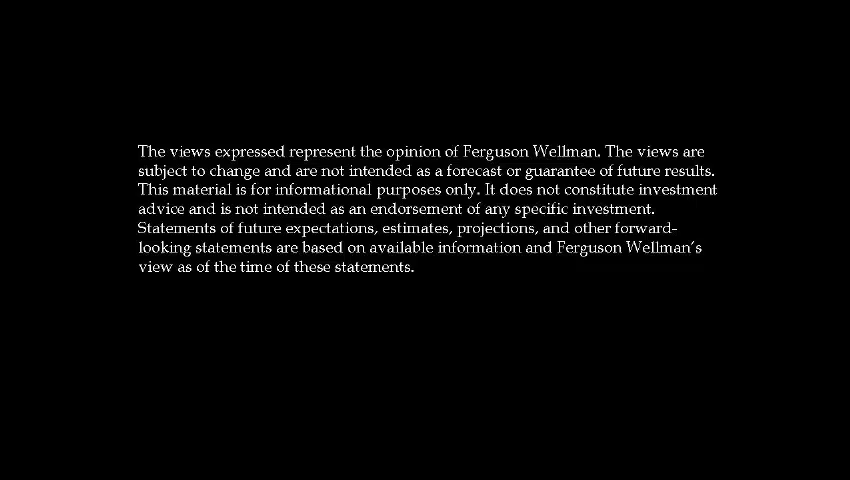 The views expressed represent the opinion of Ferguson Wellman. The views are
subject to change and are not intended as a forecast or guarantee of future results.
This material is for informational purposes only. It does not constitute investment
advice and is not intended as an endorsement of any specific investment.
Statements of future expectations, estimates, projections, and other forward-
looking statements are based on available information and Ferguson Wellman's
view as of the time of these statements.